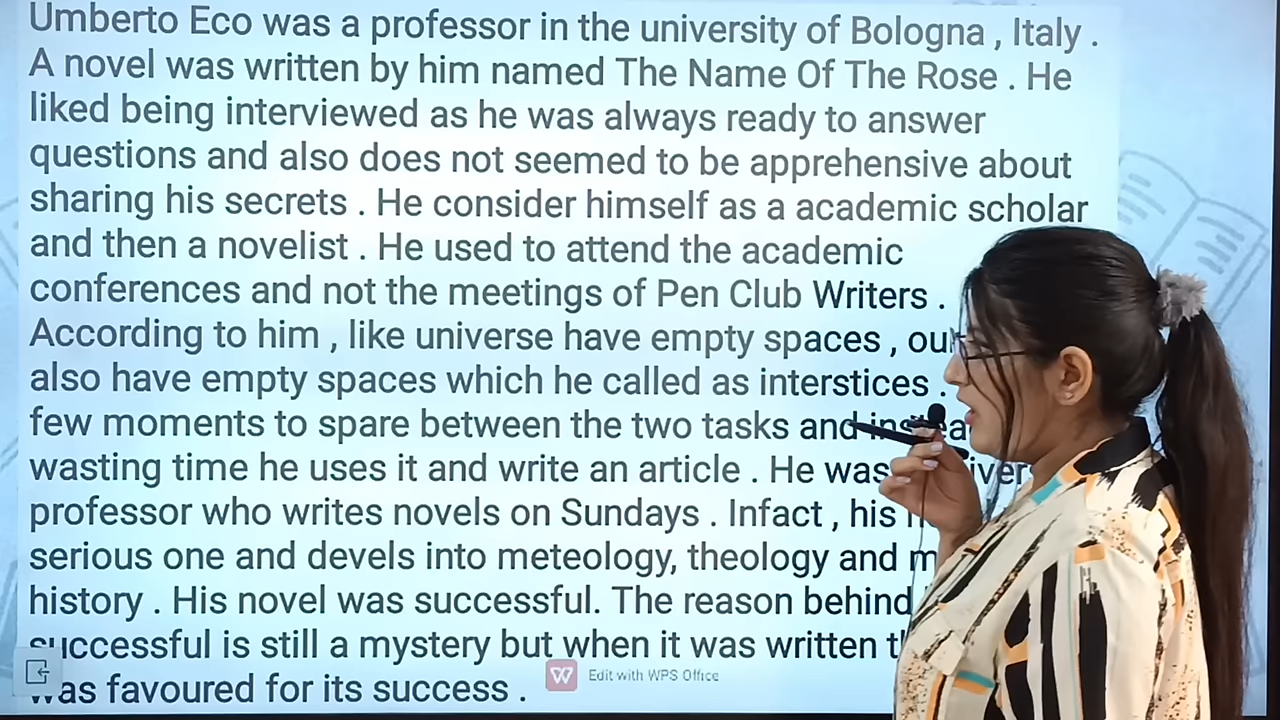 Umberto Eco was a professor in the university of Bologna , Italy .
A novel was written by him named The Name Of The Rose . He
liked being interviewed as he was always ready to answer
questions and also does not seemed to be apprehensive about
sharing his secrets . He consider himself as a academic scholar
and then a novelist . He used to attend the academic
conferences and not the meetings of Pen Club Writers .
According to him , like universe have empty spaces ,
also have empty spaces which he called as interstices .
few moments to spare between the two tasks and
wasting time he uses it and write an article . He was
professor who writes novels on Sundays . Infact , his
serious one and devels into meteology, theology and
history . His novel was successful. The reason behind
successful is still a mystery but when it was written
was favoured for its success .
Edit with WPS Office